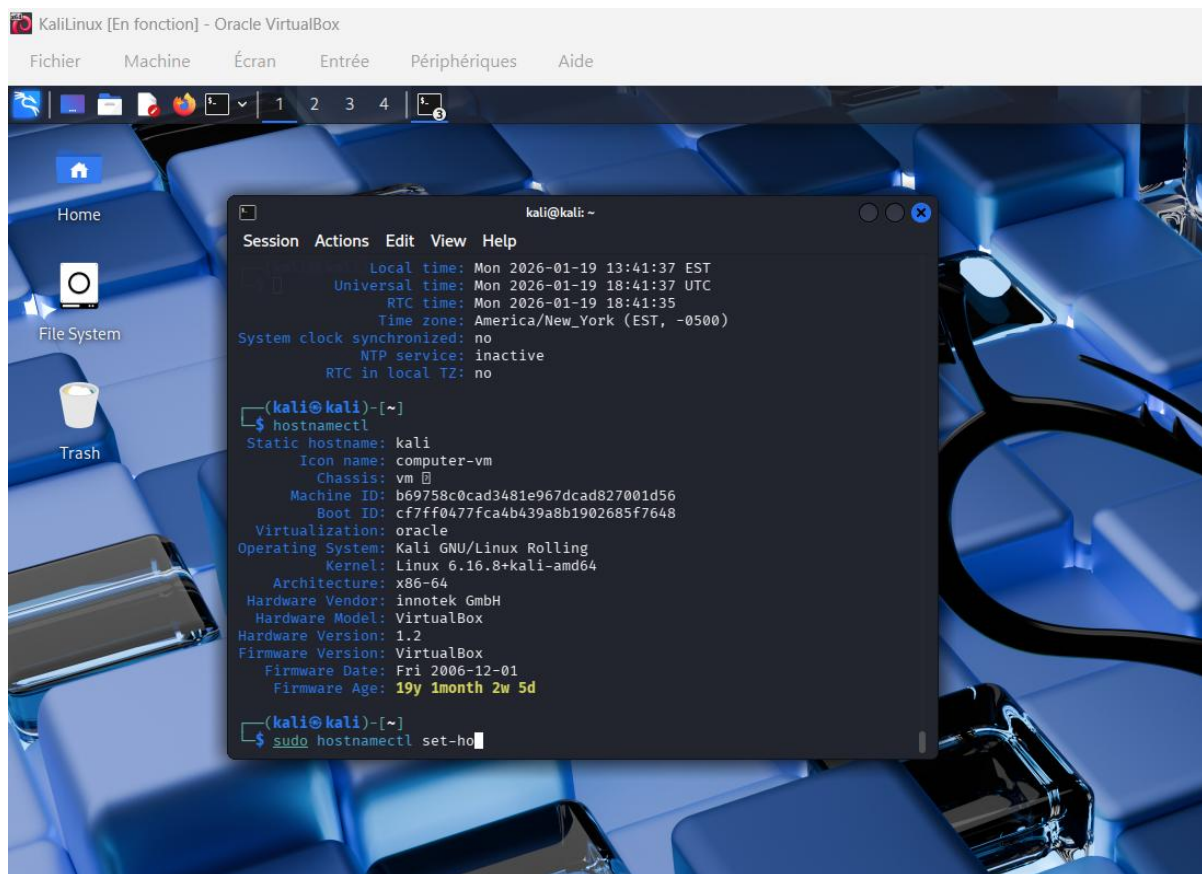 KaliLinux [En fonction] - Oracle VirtualBox
Fichier Machine Écran Entrée Périphériques Aide
1 2 3 4 3
Home
File System
Trash
kali@kali: ~
Session Actions Edit View Help
Local time: Mon 2026-01-19 13:41:37 EST
Universal time: Mon 2026-01-19 18:41:37 UTC
RTC time: Mon 2026-01-19 18:41:35
Time zone: America/New_York (EST, -0500)
System clock synchronized: no
NTP service: inactive
RTC in local TZ: no
┌──(kali㉿kali)-[~]
└─$ hostnamectl
Static hostname: kali
Icon name: computer-vm
Chassis: vm
Machine ID: b69758c0cad3481e967dcad827001d56
Boot ID: cf7ff0477fca4b439a8b1902685f7648
Virtualization: oracle
Operating System: Kali GNU/Linux Rolling
Kernel: Linux 6.16.8+kali-amd64
Architecture: x86-64
Hardware Vendor: innotek GmbH
Hardware Model: VirtualBox
Hardware Version: 1.2
Firmware Version: VirtualBox
Firmware Date: Fri 2006-12-01
Firmware Age: 19y 1month 2w 5d
┌──(kali㉿kali)-[~]
└─$ sudo hostnamectl set-ho